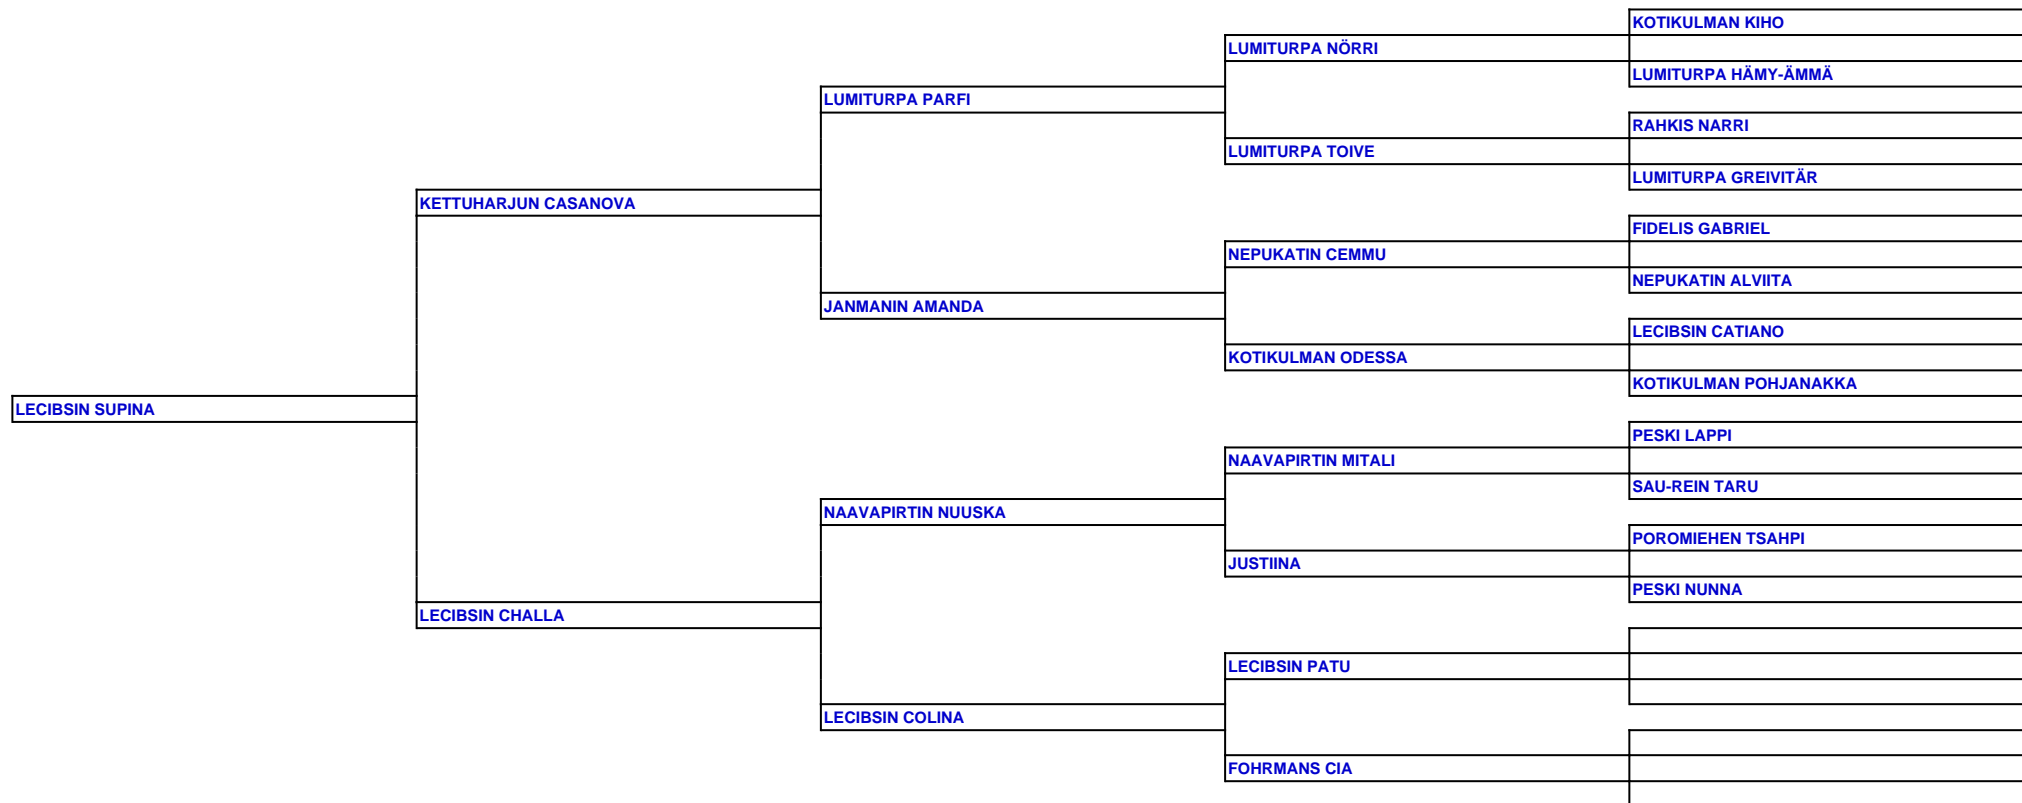 KOTIKULMAN KIHO
LUMITURPA NÖRRI
LUMITURPA HÄMY-ÄMMÄ
LUMITURPA PARFI
RAHKIS NARRI
LUMITURPA TOIVE
LUMITURPA GREIVITÄR
KETTUHARJUN CASANOVA
FIDELIS GABRIEL
NEPUKATIN CEMMU
NEPUKATIN ALVIITA
JANMANIN AMANDA
LECIBSIN CATIANO
KOTIKULMAN ODESSA
KOTIKULMAN POHJANAKKA
LECIBSIN SUPINA
PESKI LAPPI
NAAVAPIRTIN MITALI
SAU-REIN TARU
NAAVAPIRTIN NUUSKA
POROMIEHEN TSAHPI
JUSTIINA
PESKI NUNNA
LECIBSIN CHALLA
LECIBSIN PATU
LECIBSIN COLINA
FOHRMANS CIA